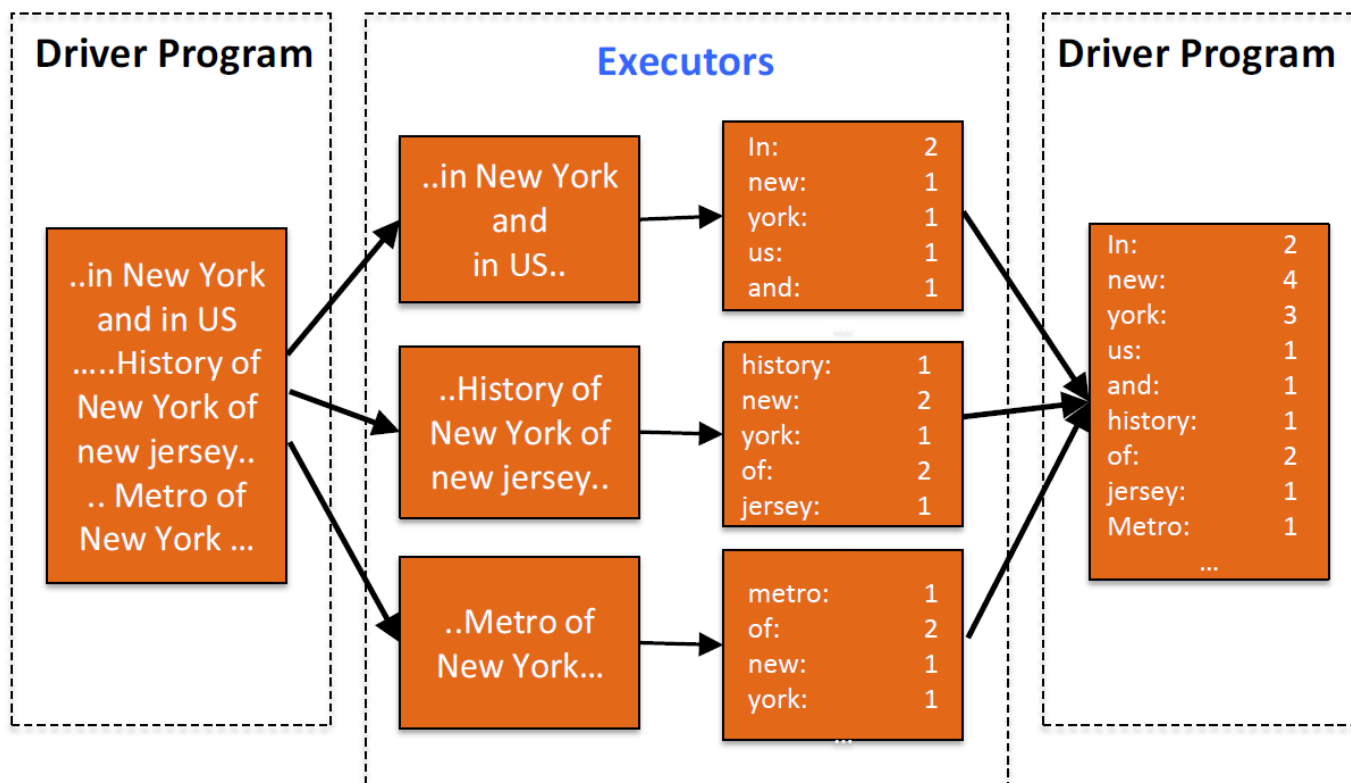 Driver Program
..in New York
and in US
.....History of
New York of
new jersey..
.. Metro of
New York ...
Executors
..in New York
and
in US..
..History of
New York of
new jersey..
..Metro of
New York...
In: 2
new: 1
york: 1
us: 1
and: 1
...
history: 1
new: 2
york: 1
of: 2
jersey: 1
metro: 1
of: 2
new: 1
york: 1
...
Driver Program
In: 2
new: 4
york: 3
us: 1
and: 1
history: 1
of: 2
jersey: 1
Metro: 1
...